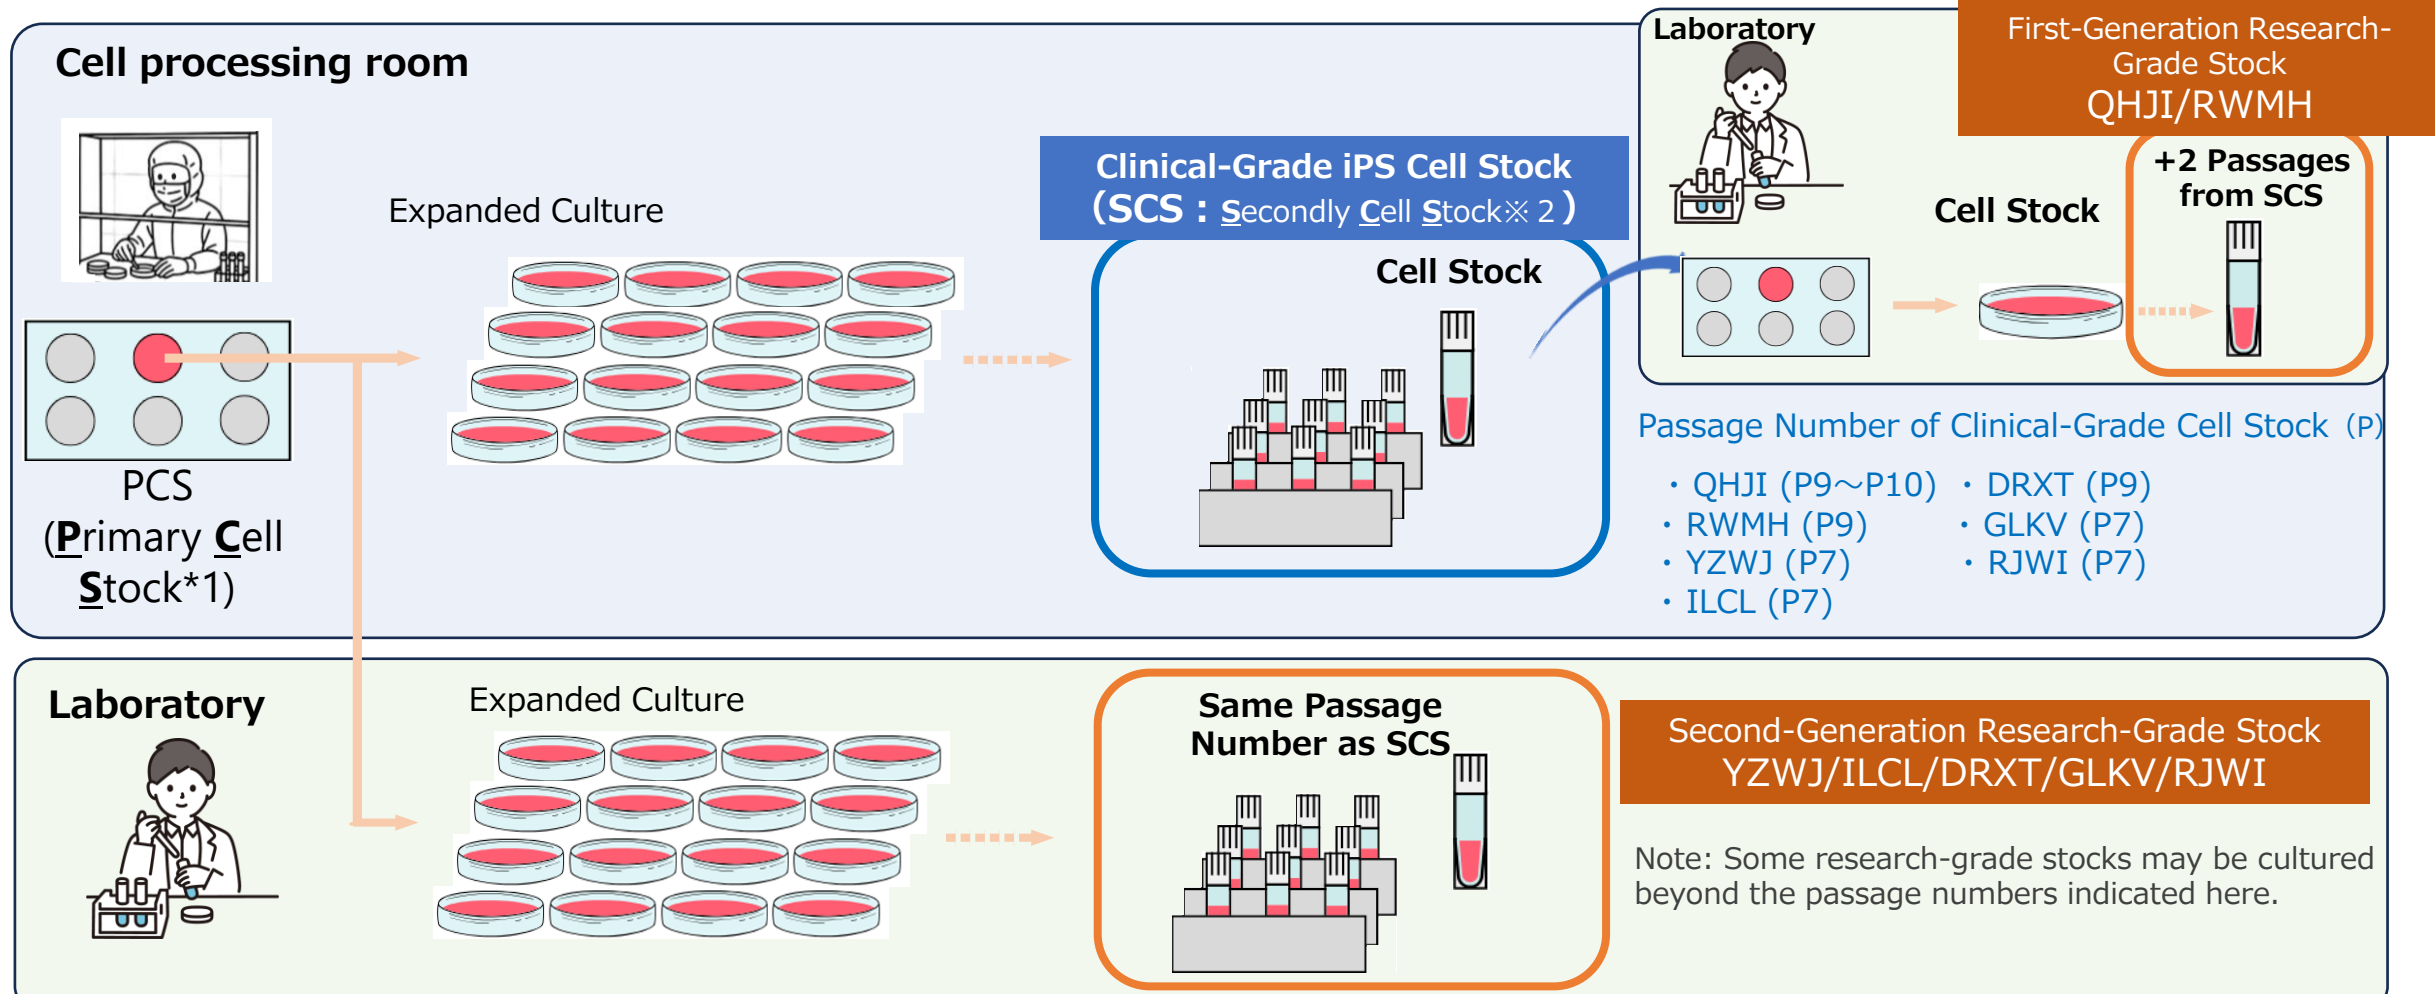 Cell processing room
Expanded Culture
PCS
(Primary Cell
Stock*1)
Clinical-Grade iPS Cell Stock
(SCS：Secondly Cell Stock※２)
Cell Stock
Laboratory
First-Generation Research-
Grade Stock
QHJI/RWMH
Cell Stock
+2 Passages
from SCS
Passage Number of Clinical-Grade Cell Stock (P)
・QHJI (P9～P10)
・RWMH (P9)
・YZWJ (P7)
・ILCL (P7)
・DRXT (P9)
・GLKV (P7)
・RJWI (P7)
Laboratory
Expanded Culture
Same Passage
Number as SCS
Second-Generation Research-Grade Stock
YZWJ/ILCL/DRXT/GLKV/RJWI
Note: Some research-grade stocks may be cultured
beyond the passage numbers indicated here.